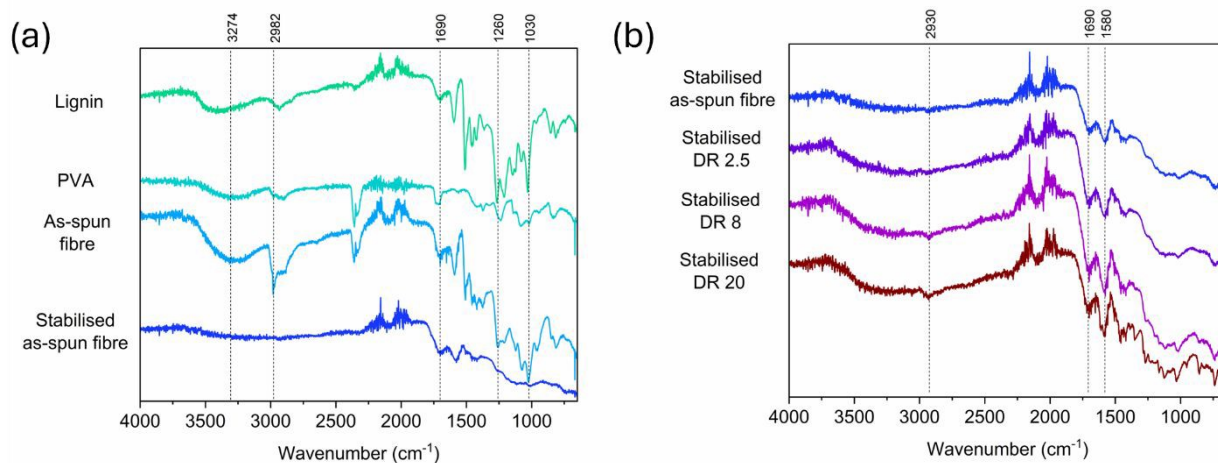 (a)
3274
2982
1690
1260
1030
Lignin
PVA
As-spun
fibre
Stabilised
as-spun fibre
4000
3500
3000
2500
2000
1500
1000
Wavenumber (cm⁻¹)
(b)
2930
1690
1580
Stabilised
as-spun fibre
Stabilised
DR 2.5
Stabilised
DR 8
Stabilised
DR 20
4000
3500
3000
2500
2000
1500
1000
Wavenumber (cm⁻¹)